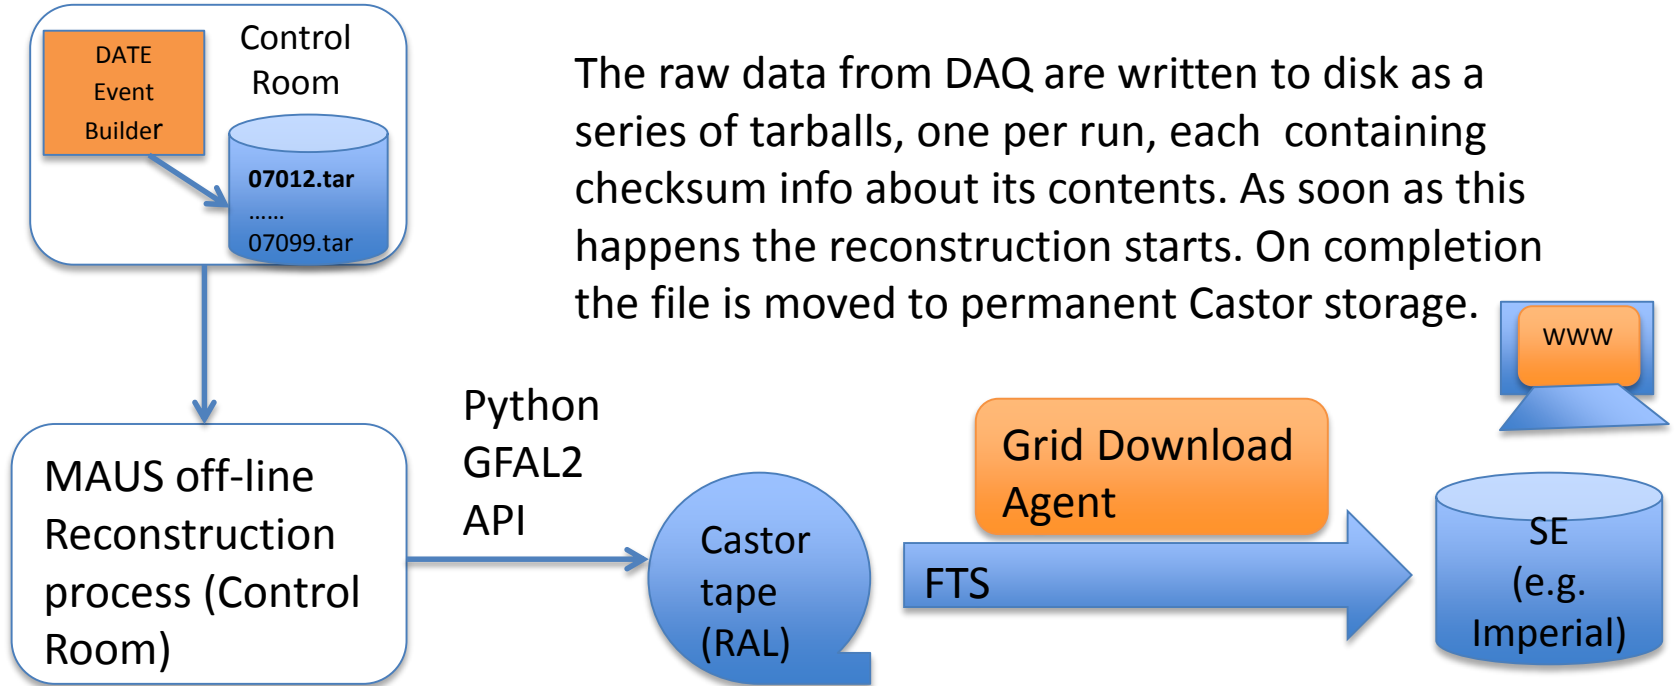 DATE
Event
Builder
Control
Room
07012.tar
......
07099.tar
The raw data from DAQ are written to disk as a
series of tarballs, one per run, each  containing
checksum info about its contents. As soon as this
happens the reconstruction starts. On completion
the file is moved to permanent Castor storage.
www
MAUS off-line
Reconstruction
process (Control
Room)
Python
GFAL2
API
Castor
tape
(RAL)
Grid Download
Agent
FTS
SE
(e.g.
Imperial)